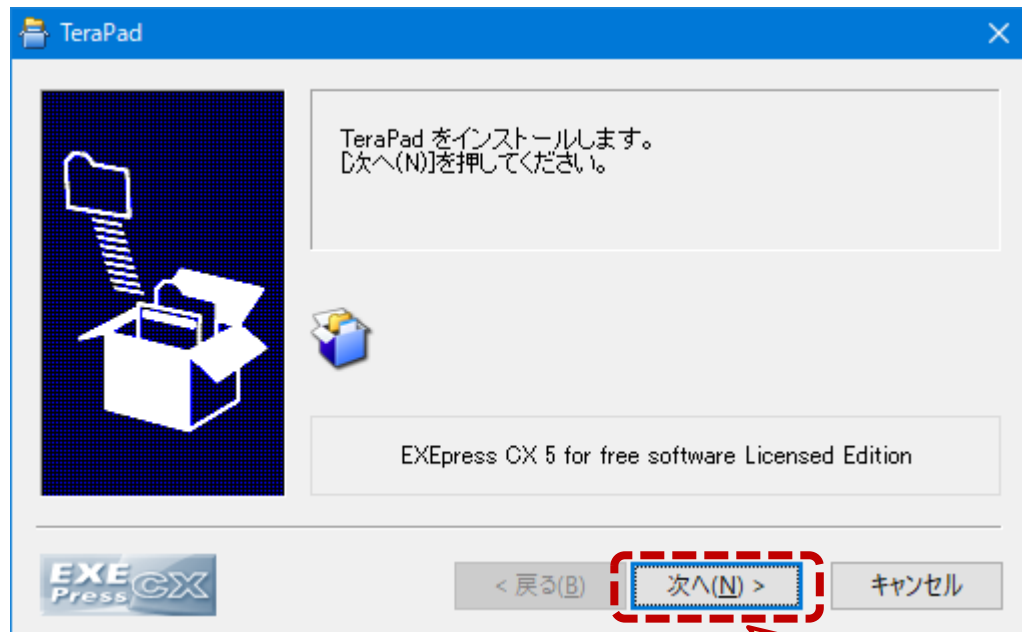 TeraPad
TeraPad をインストールします。
[次へ(N)]を押してください。
EXEpress CX 5 for free software Licensed Edition
EXE Press CX
< 戻る(B)
次へ(N) >
キャンセル